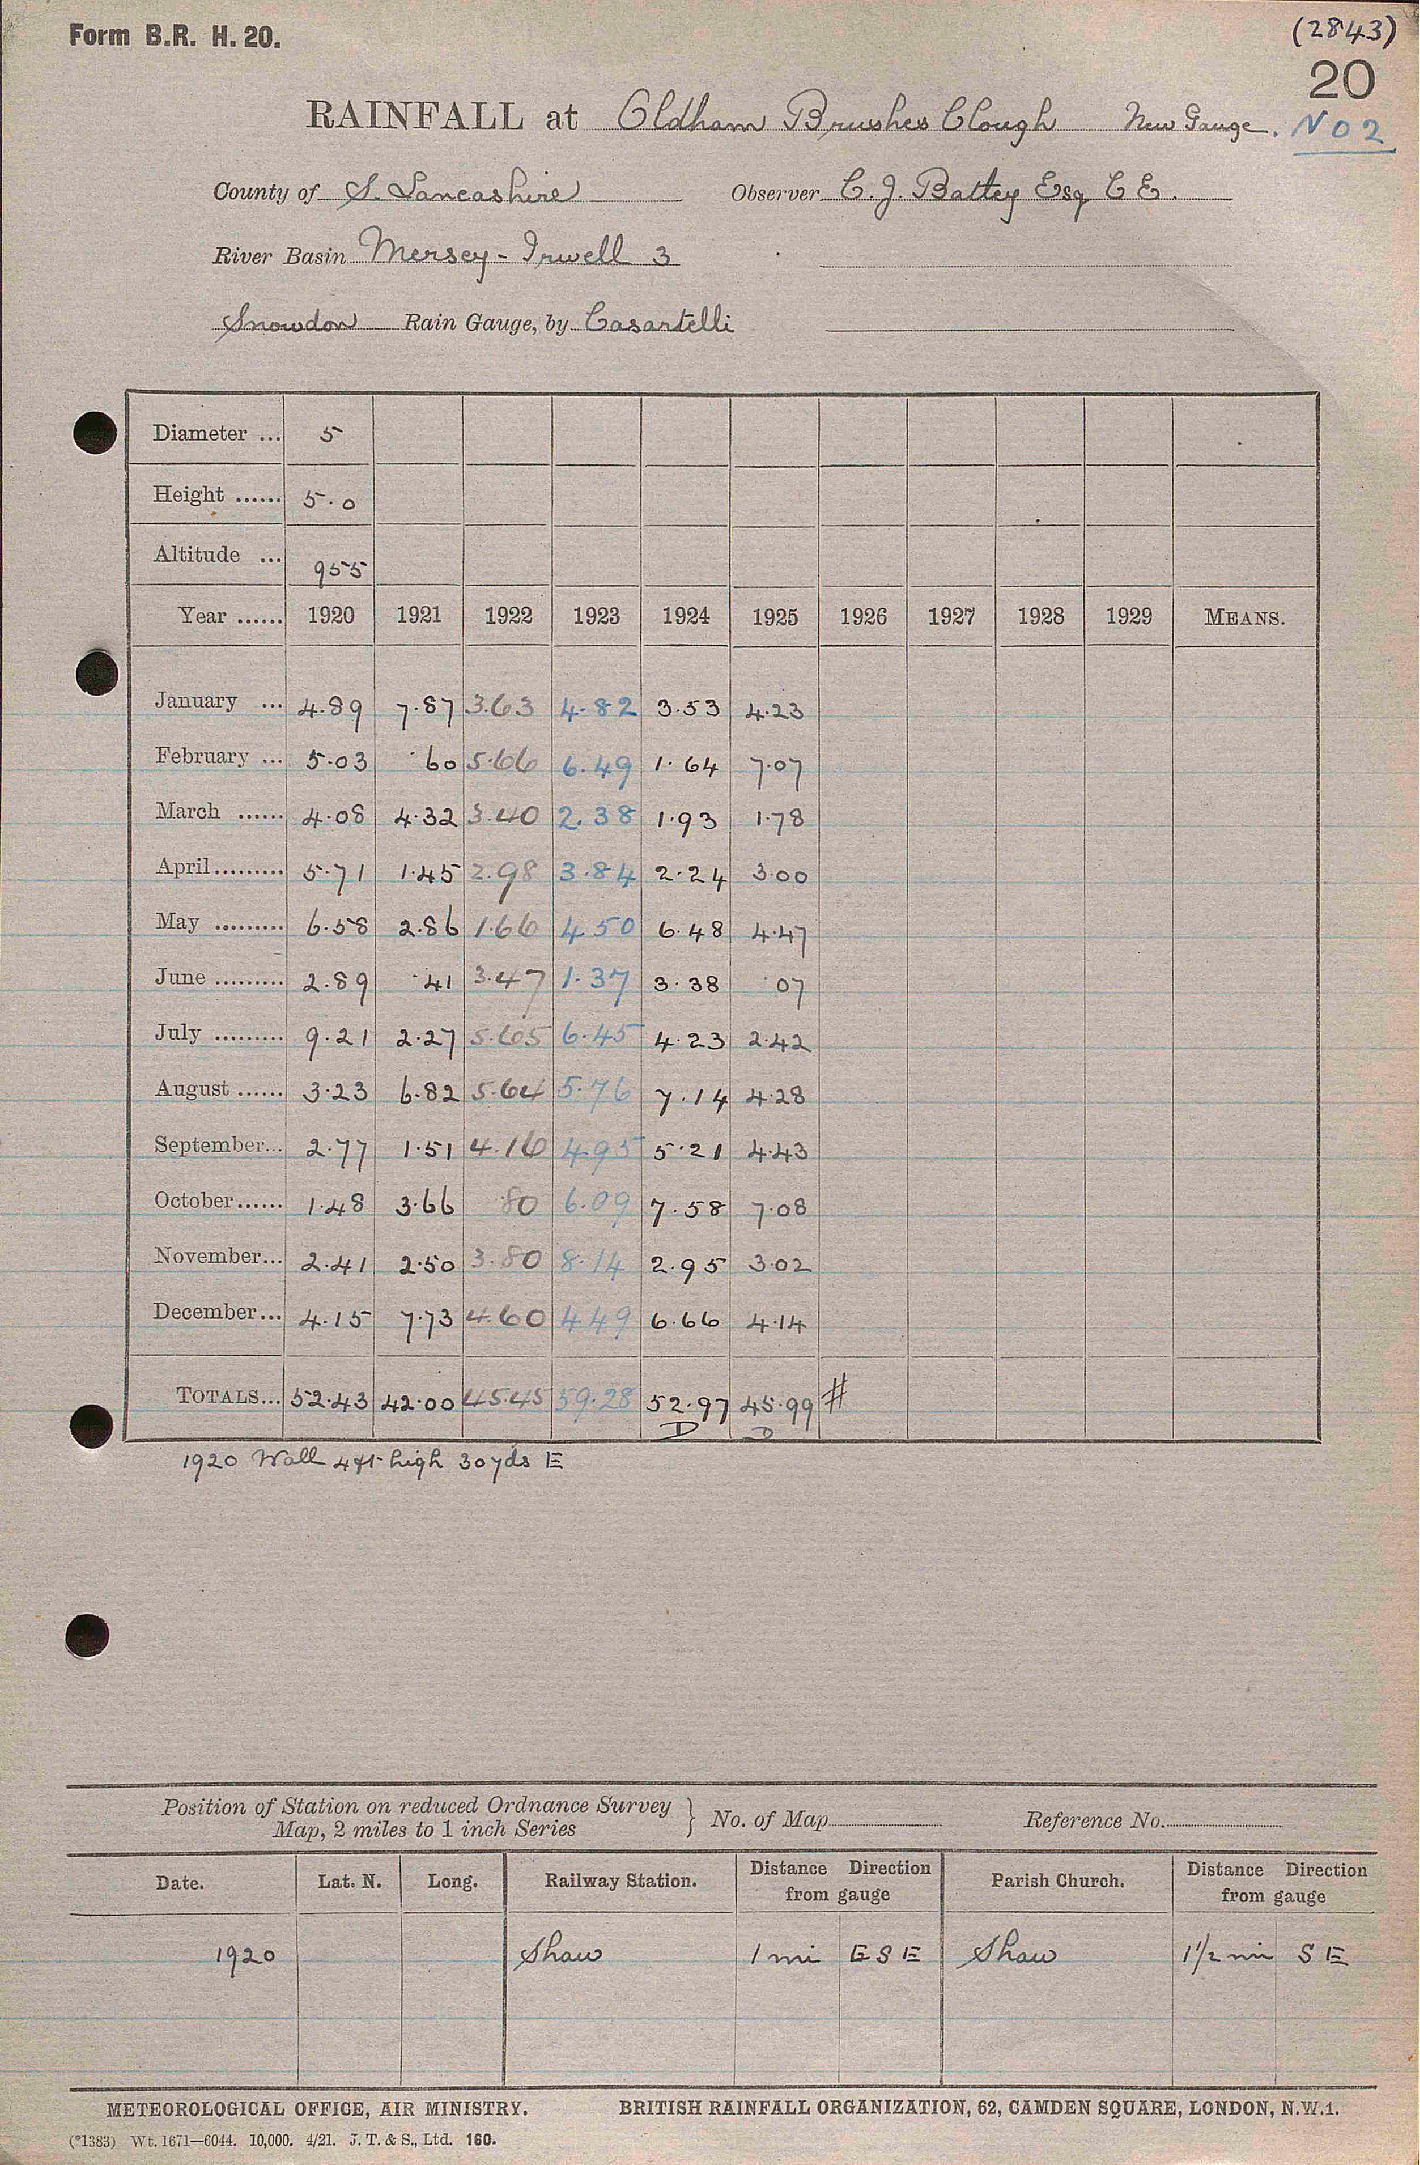 Form B.R. H. 20.
(2843)
20
RAINFALL at Oldham Brushes Clough New Gauge. No 2
County of S. Lancashire Observer C. J. Battey Esq C E.
River Basin Mersey - Irwell 3
Snowdon Rain Gauge, by Casartelli
Diameter ... 5
Height ...... 5.0
Altitude ... 955
Year ...... 1920 1921 1922 1923 1924 1925 1926 1927 1928 1929 MEANS.
January ... 4.89 7.87 3.63 4.82 3.53 4.23
February ... 5.03 .60 5.66 6.49 1.64 7.07
March ...... 4.08 4.32 3.40 2.38 1.93 1.78
April ......... 5.71 1.45 2.98 3.84 2.24 3.00
May ......... 6.58 2.86 1.66 4.50 6.48 4.47
June ......... 2.89 .41 3.47 1.37 3.38 .07
July ......... 9.21 2.27 5.65 6.45 4.23 2.42
August ...... 3.23 6.82 5.64 5.76 7.14 4.28
September... 2.77 1.51 4.16 4.95 5.21 4.43
October ...... 1.48 3.66 .80 6.09 7.58 7.08
November... 2.41 2.50 3.80 8.14 2.95 3.02
December... 4.15 7.73 4.60 4.49 6.66 4.14
TOTALS... 52.43 42.00 45.45 59.28 52.97 45.99 #
D D
1920 Wall 4ft high 30yds E
Position of Station on reduced Ordnance Survey
Map, 2 miles to 1 inch Series } No. of Map Reference No.
Date. Lat. N. Long. Railway Station. Distance Direction from gauge Parish Church. Distance Direction from gauge
1920 Shaw 1 mi E S E Shaw 1 1/2 mi S E
METEOROLOGICAL OFFICE, AIR MINISTRY. BRITISH RAINFALL ORGANIZATION, 62, CAMDEN SQUARE, LONDON, N.W.1.
(*1383) Wt. 1671—6044. 10,000. 4/21. J. T. & S., Ltd. 160.